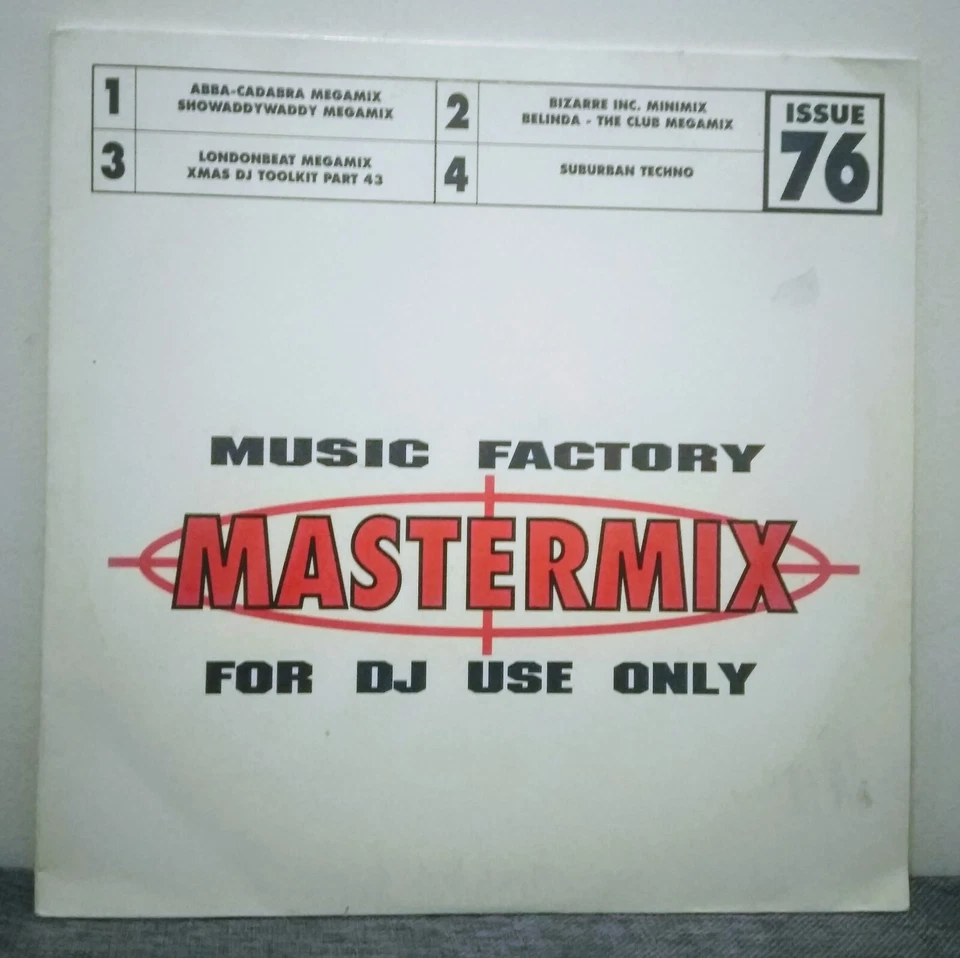 1
ABBA-CADABRA MEGAMIX
SHOWADDYWADDY MEGAMIX
2
BIZARRE INC. MINIMIX
BELINDA - THE CLUB MEGAMIX
3
LONDONBEAT MEGAMIX
XMAS DJ TOOLKIT PART 43
4
SUBURBAN TECHNO
ISSUE
76
MUSIC FACTORY
MASTERMIX
FOR DJ USE ONLY